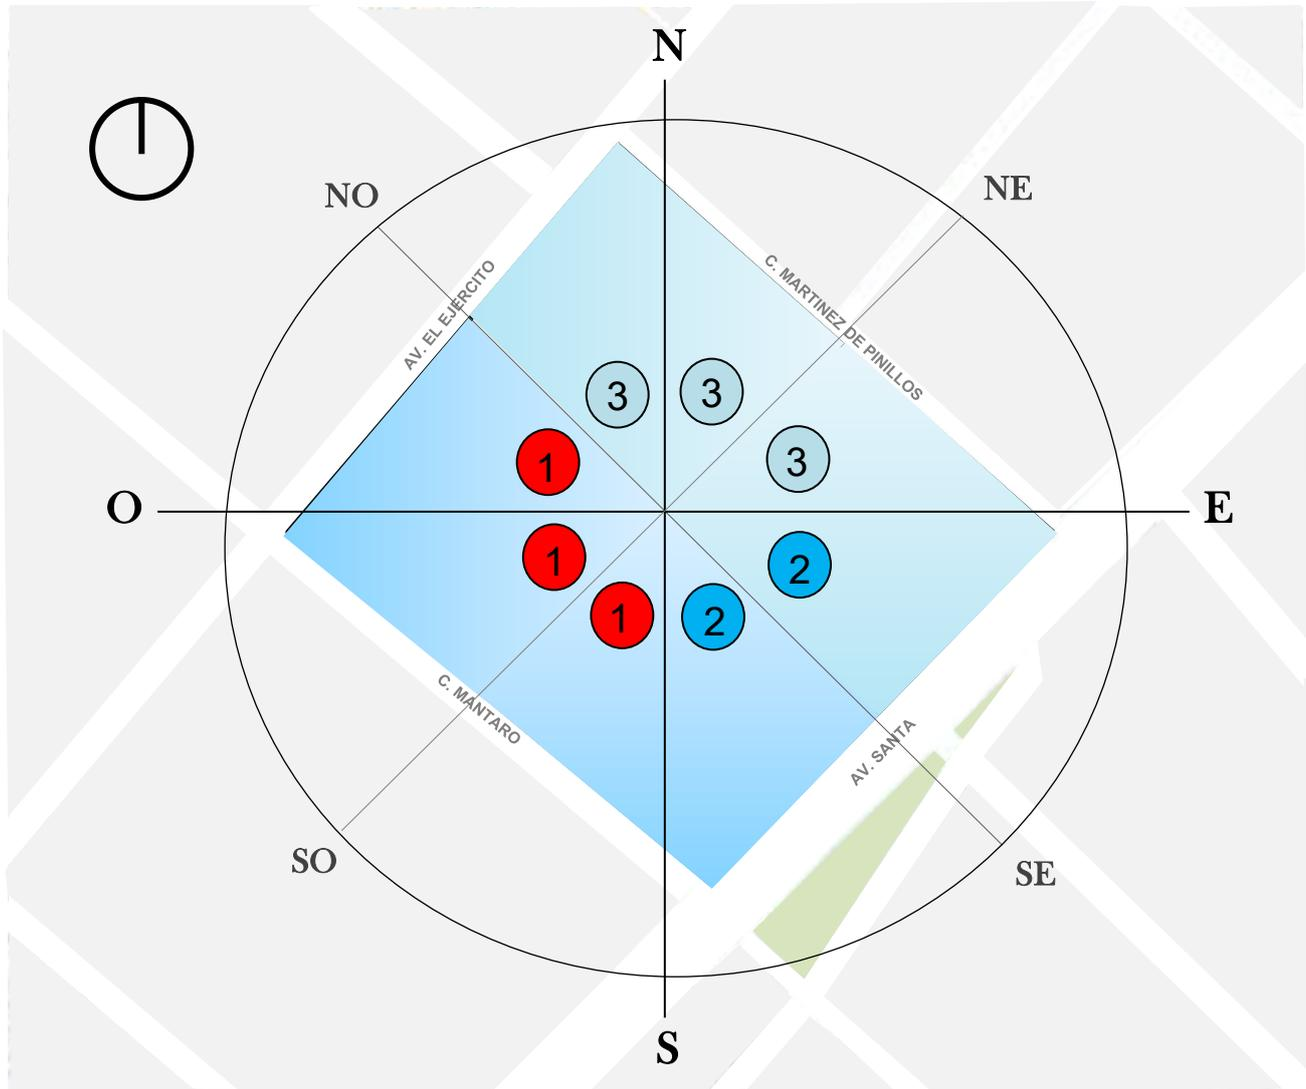 N
NO
NE
AV. EL EJERCITO
C. MARTINEZ DE PINILLOS
3
3
1
3
O
E
1
2
1
2
C. MANTARO
AV. SANTA
SO
SE
S